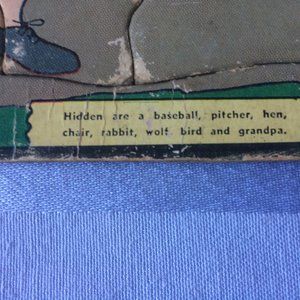 Hidden are a baseball, pitcher, hen,
chair, rabbit, wolf, bird and grandpa.